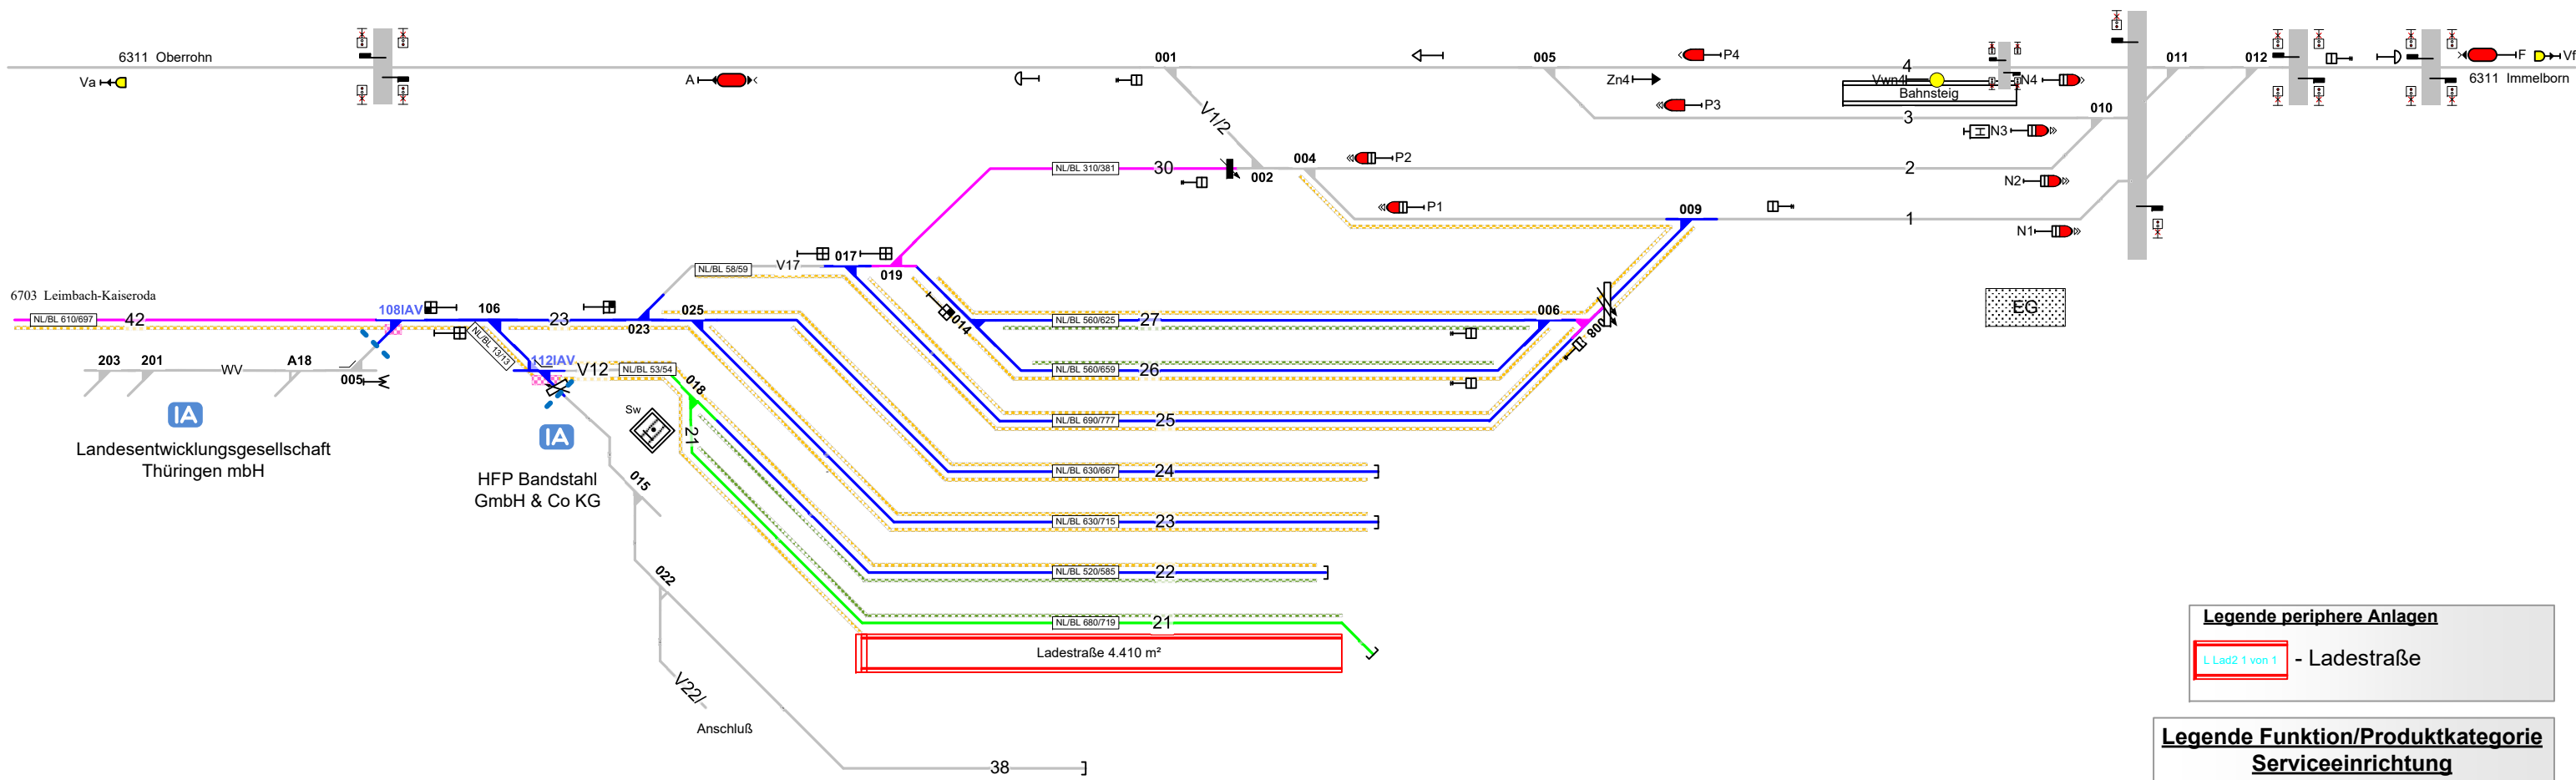 6311 Oberrohn
Va
A
001
005
Zn4
P4
P3
4
Vwn4
N4
Bahnsteig
3
N3
010
011
012
F
Vf
6311 Immelborn
V1/2
NL/BL 310/381
30
002
004
P2
2
N2
P1
009
1
N1
EG
6703 Leimbach-Kaiseroda
NL/BL 610/697
42
108IAV
106
23
023
025
NL/BL 58/59
V17
017
019
014
NL/BL 560/625
27
006
008
NL/BL 13/13
112IAV
V12
NL/BL 53/54
018
NL/BL 560/659
26
203
201
WV
A18
005
IA
Landesentwicklungsgesellschaft
Thüringen mbH
IA
HFP Bandstahl
GmbH & Co KG
Sw
21
NL/BL 690/777
25
NL/BL 630/667
24
NL/BL 630/715
23
015
022
NL/BL 520/585
22
NL/BL 680/719
21
Ladestraße 4.410 m²
V22/
Anschluß
38
Legende periphere Anlagen
L Lad2 1 von 1
- Ladestraße
Legende Funktion/Produktkategorie
Serviceeinrichtung